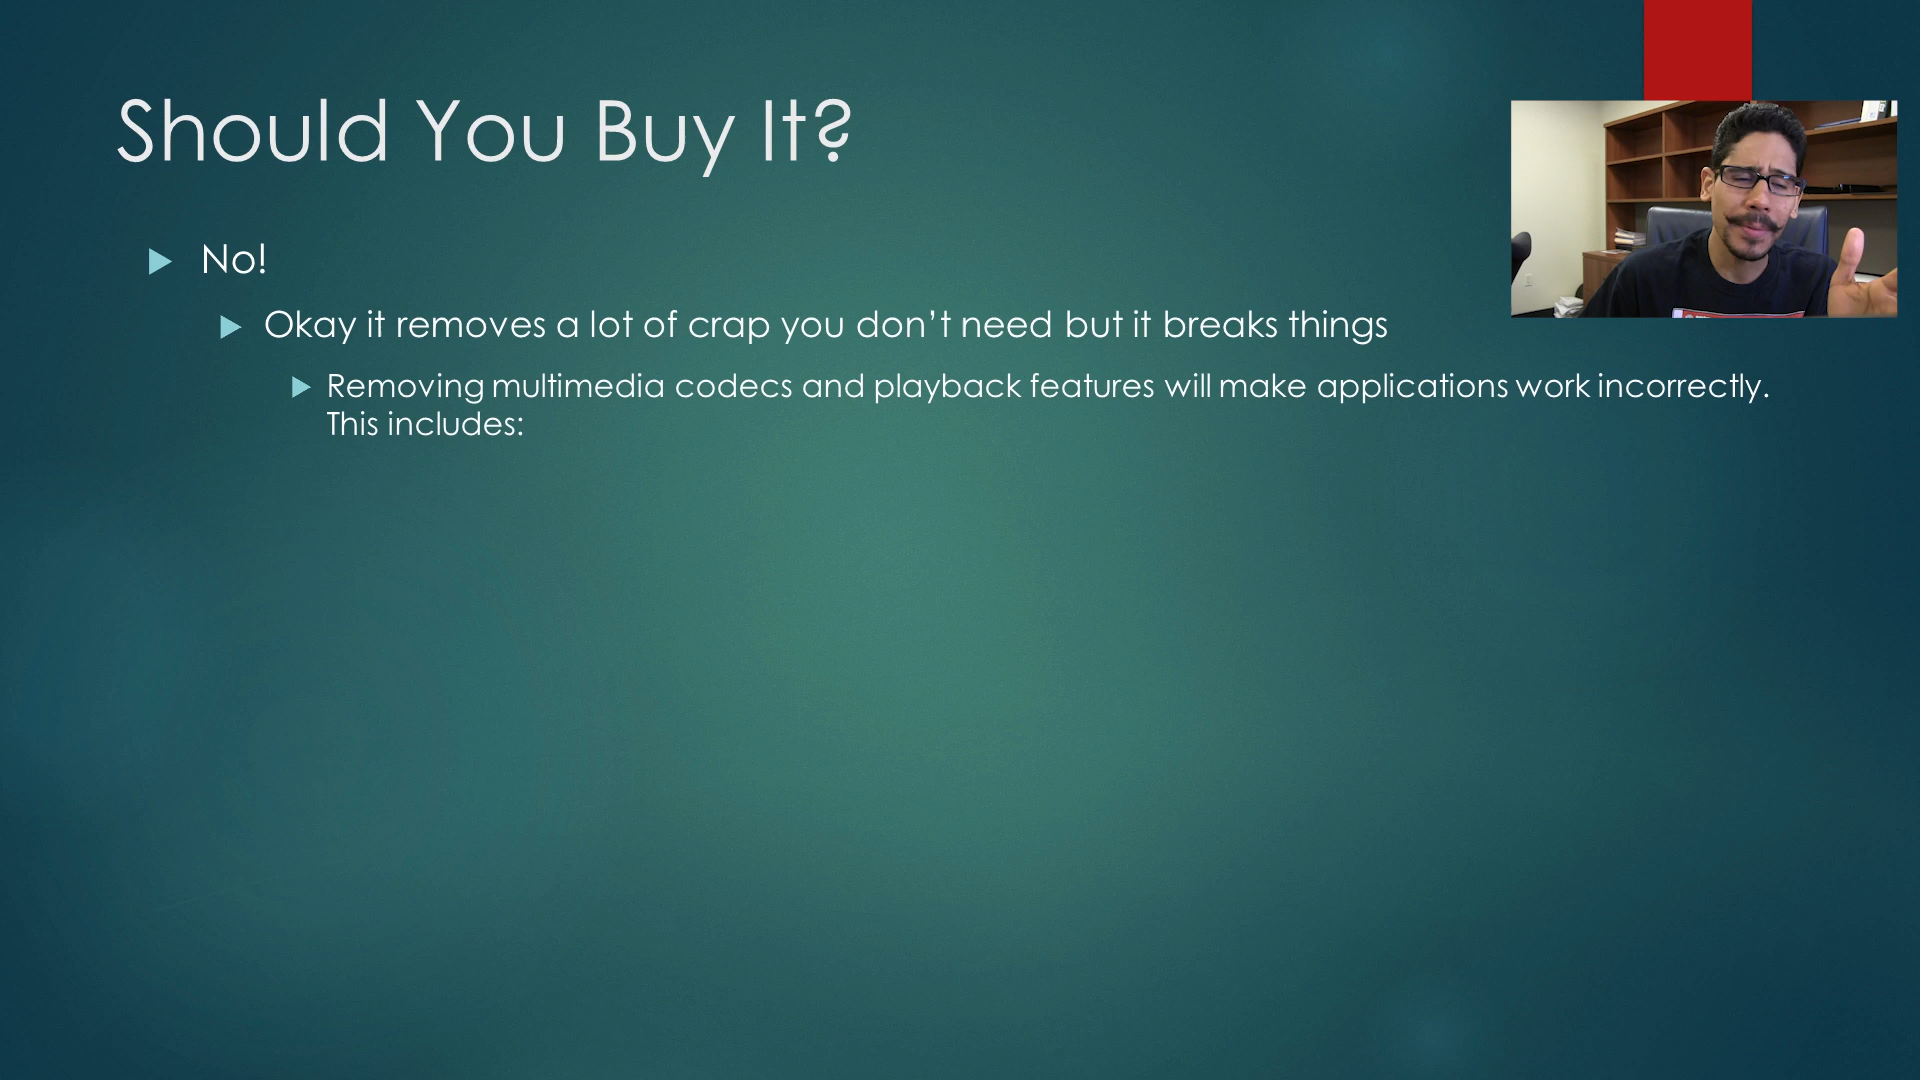 Should You Buy It?
No!
Okay it removes a lot of crap you don’t need but it breaks things
Removing multimedia codecs and playback features will make applications work incorrectly.
This includes: